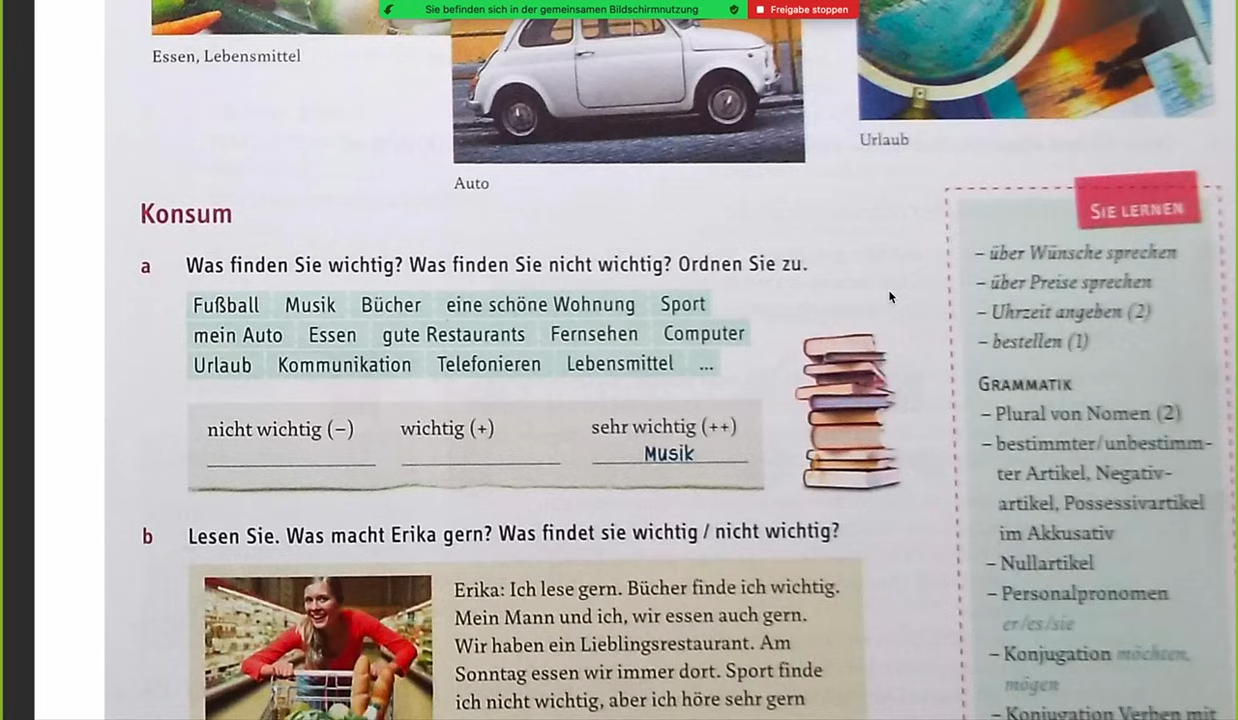 Sie befinden sich in der gemeinsamen Bildschirmnutzung
Freigabe stoppen
Essen, Lebensmittel
Urlaub
Auto
Konsum
a Was finden Sie wichtig? Was finden Sie nicht wichtig? Ordnen Sie zu.
Fußball Musik Bücher eine schöne Wohnung Sport
mein Auto Essen gute Restaurants Fernsehen Computer
Urlaub Kommunikation Telefonieren Lebensmittel ...
nicht wichtig (–) wichtig (+) sehr wichtig (++)
Musik
b Lesen Sie. Was macht Erika gern? Was findet sie wichtig / nicht wichtig?
Erika: Ich lese gern. Bücher finde ich wichtig.
Mein Mann und ich, wir essen auch gern.
Wir haben ein Lieblingsrestaurant. Am
Sonntag essen wir immer dort. Sport finde
ich nicht wichtig, aber ich höre sehr gern
SIE LERNEN
– über Wünsche sprechen
– über Preise sprechen
– Uhrzeit angeben (2)
– bestellen (1)
GRAMMATIK
– Plural von Nomen (2)
– bestimmter/unbestimm-
ter Artikel, Negativ-
artikel, Possessivartikel
im Akkusativ
– Nullartikel
– Personalpronomen
er/es/sie
– Konjugation möchten,
mögen
– Konjugation Verben mit